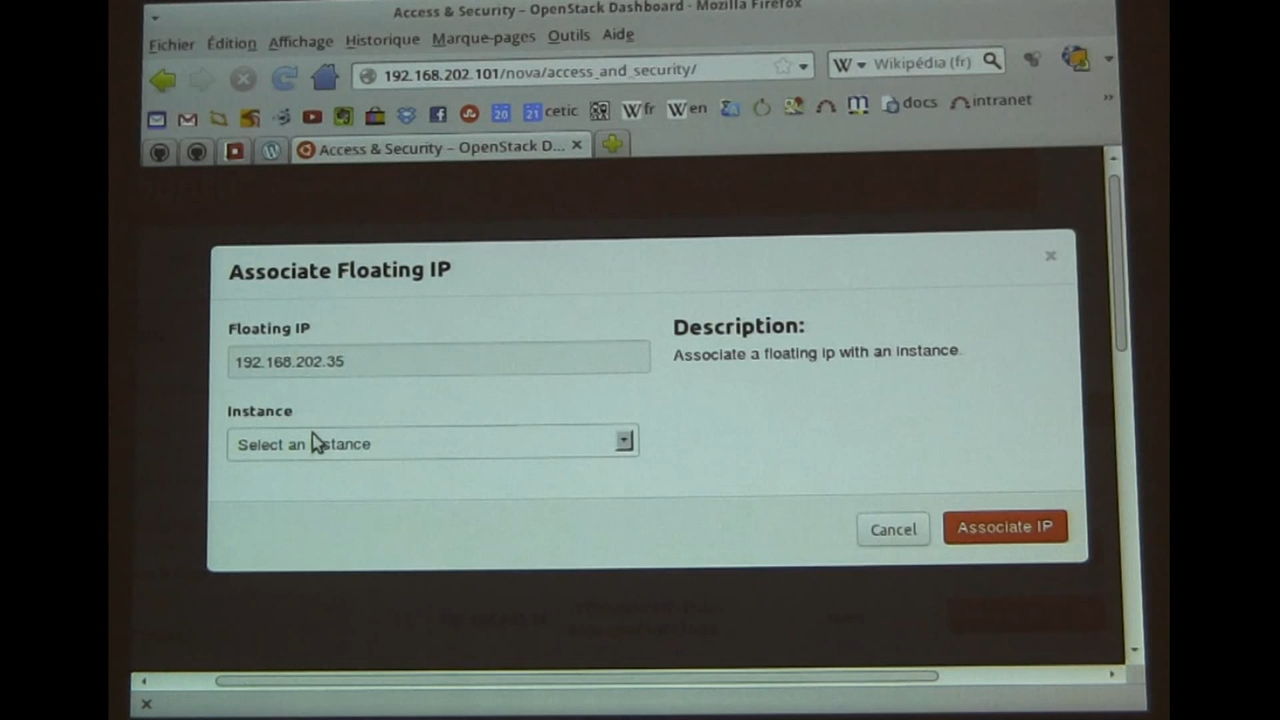 Access & Security – OpenStack Dashboard - Mozilla Firefox
Fichier Édition Affichage Historique Marque-pages Outils Aide
192.168.202.101/nova/access_and_security/
W Wikipédia (fr)
20 21 cetic W fr W en m docs intranet
Access & Security – OpenStack D...
Associate Floating IP
Floating IP
192.168.202.35
Description:
Associate a floating ip with an instance.
Instance
Select an instance
Cancel Associate IP